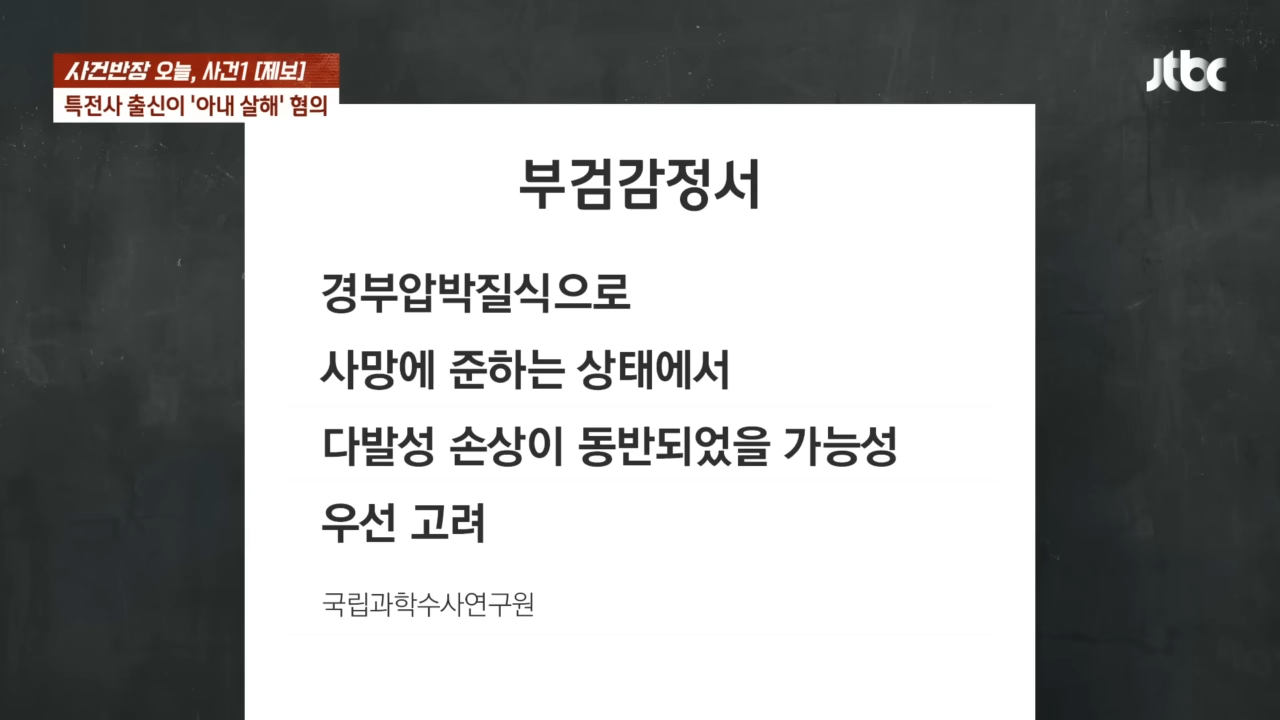 사건반장 오늘, 사건1 [제보]
특전사 출신이 '아내 살해' 혐의
jtbc
부검감정서
경부압박질식으로
사망에 준하는 상태에서
다발성 손상이 동반되었을 가능성
우선 고려
국립과학수사연구원